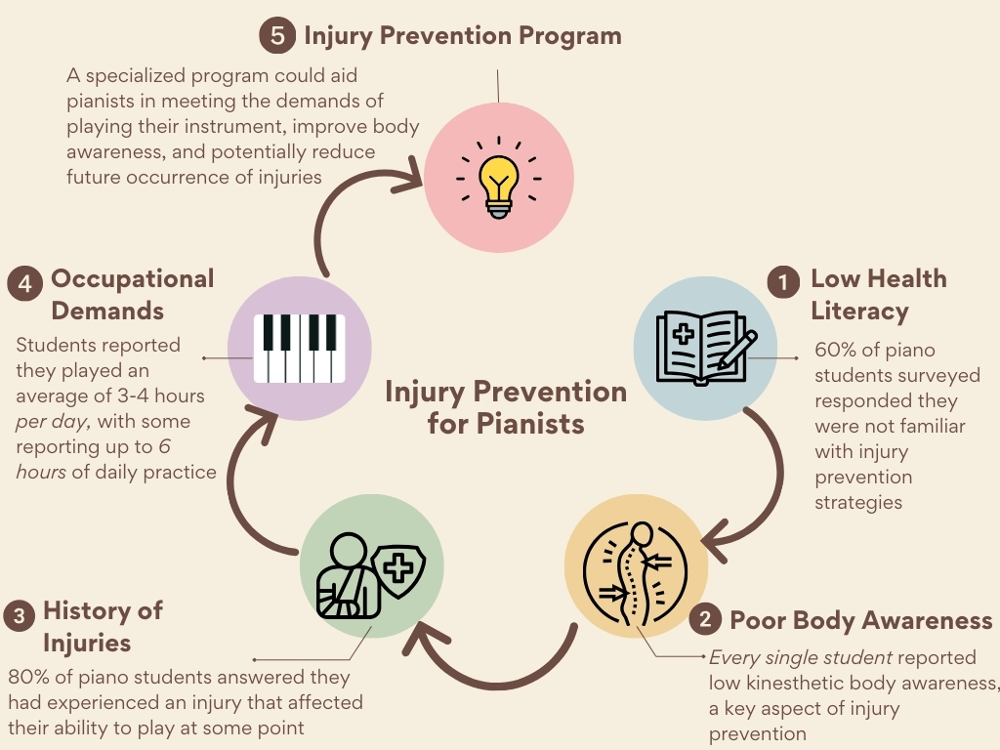 5 Injury Prevention Program
A specialized program could aid
pianists in meeting the demands of
playing their instrument, improve body
awareness, and potentially reduce
future occurrence of injuries
4 Occupational
Demands
Students reported
they played an
average of 3-4 hours
per day, with some
reporting up to 6
hours of daily practice
1 Low Health
Literacy
60% of piano
students surveyed
responded they
were not familiar
with injury
prevention
strategies
Injury Prevention
for Pianists
3 History of
Injuries
80% of piano students answered they
had experienced an injury that affected
their ability to play at some point
2 Poor Body Awareness
Every single student reported
low kinesthetic body awareness,
a key aspect of injury
prevention